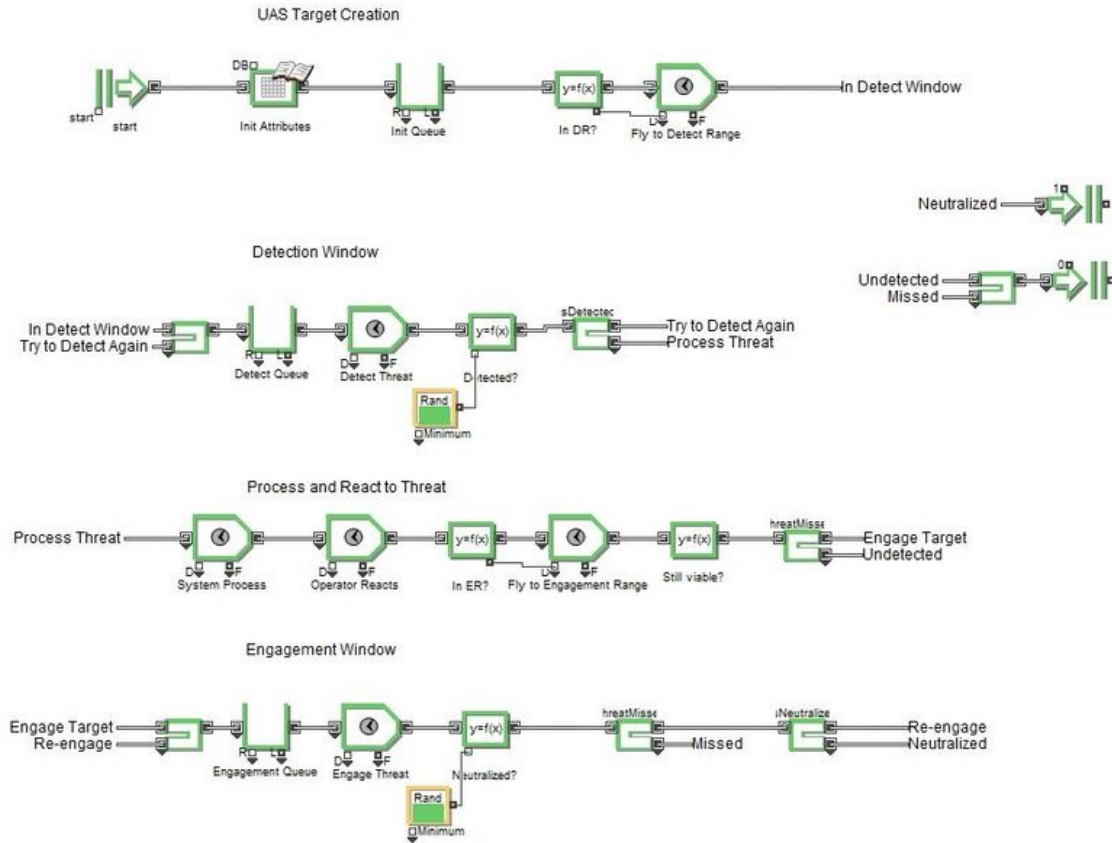 UAS Target Creation
DB
start
start
Init Attributes
R L
Init Queue
y=f(x)
In DR?
D F
Fly to Detect Range
In Detect Window
Neutralized
1
Undetected
Missed
0
Detection Window
In Detect Window
Try to Detect Again
R L
Detect Queue
D F
Detect Threat
y=f(x)
Detected?
Rand
Minimum
sDetected
Try to Detect Again
Process Threat
Process and React to Threat
Process Threat
D F
System Process
D F
Operator Reacts
y=f(x)
In ER?
D F
Fly to Engagement Range
y=f(x)
Still viable?
hreatMisse
Engage Target
Undetected
Engagement Window
Engage Target
Re-engage
R L
Engagement Queue
D F
Engage Threat
y=f(x)
Neutralized?
Rand
Minimum
hreatMisse
Missed
sNeutralize
Re-engage
Neutralized